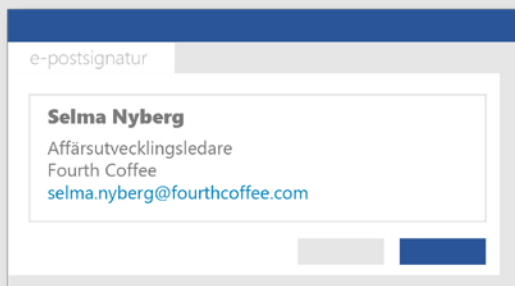 e-postsignatur
Selma Nyberg
Affärsutvecklingsledare
Fourth Coffee
selma.nyberg@fourthcoffee.com